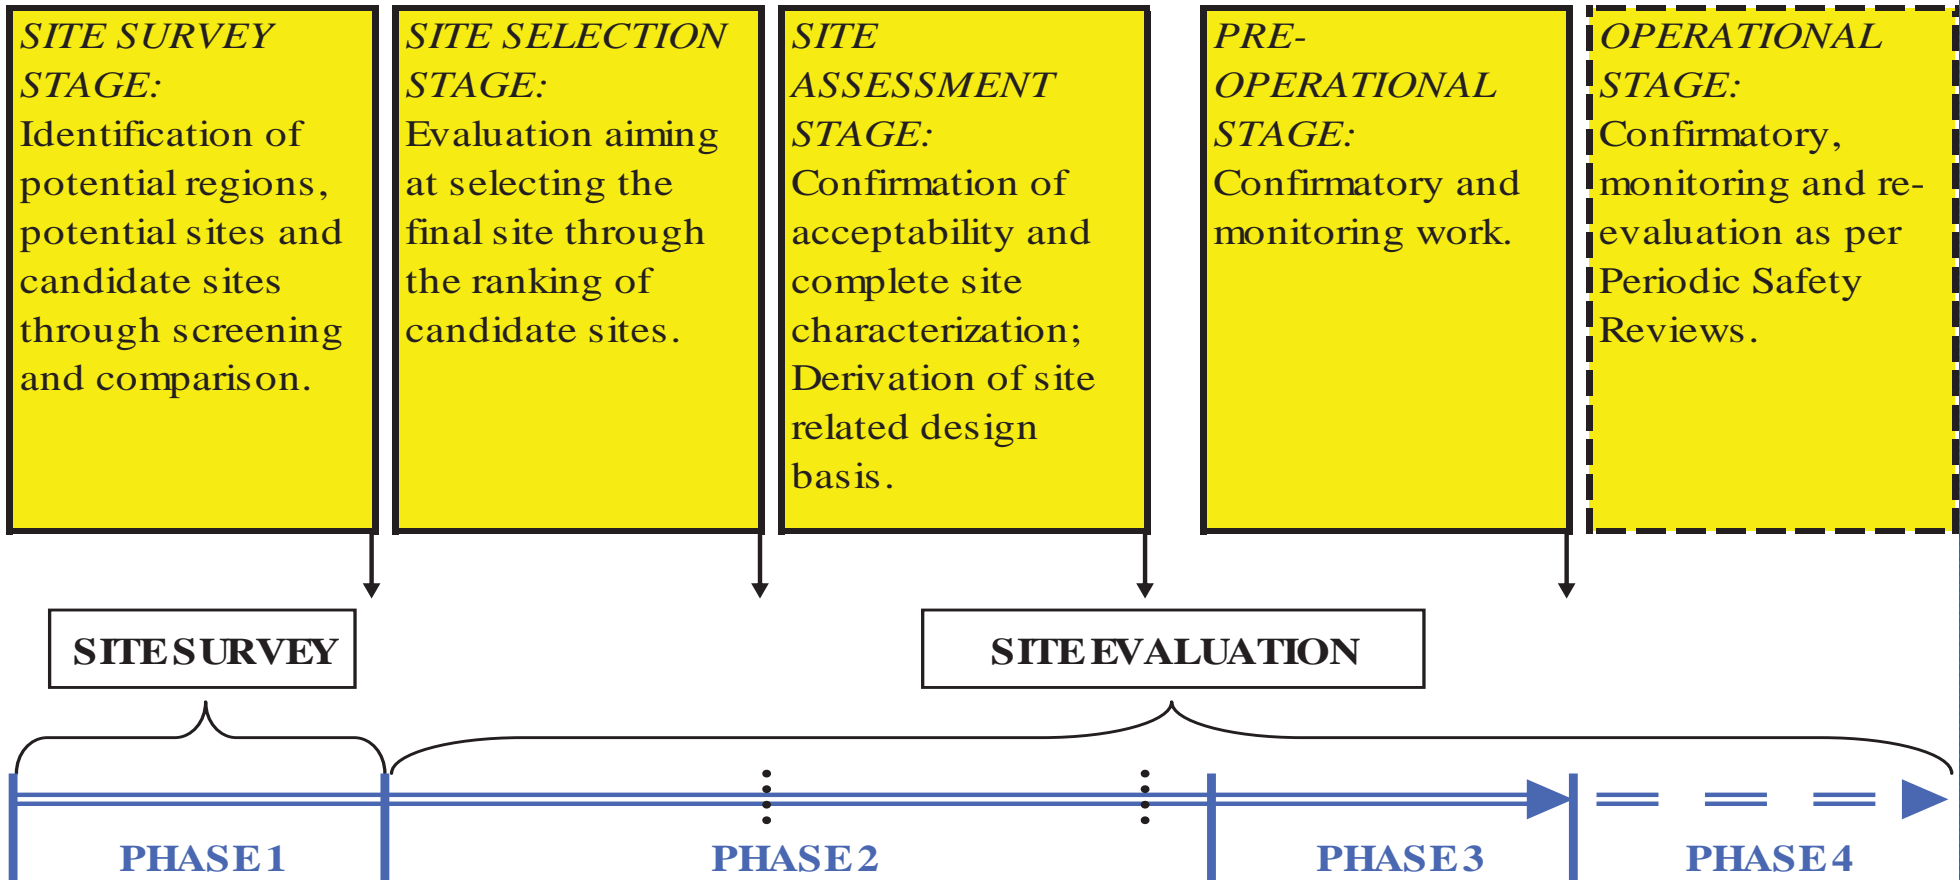 SITE SURVEY
STAGE:
Identification of
potential regions,
potential sites and
candidate sites
through screening
and comparison.
SITE SELECTION
STAGE:
Evaluation aiming
at selecting the
final site through
the ranking of
candidate sites.
SITE
ASSESSMENT
STAGE:
Confirmation of
acceptability and
complete site
characterization;
Derivation of site
related design
basis.
PRE-
OPERATIONAL
STAGE:
Confirmatory and
monitoring work.
OPERATIONAL
STAGE:
Confirmatory,
monitoring and re-
evaluation as per
Periodic Safety
Reviews.
SITE SURVEY
SITE EVALUATION
PHASE 1
PHASE 2
PHASE 3
PHASE 4